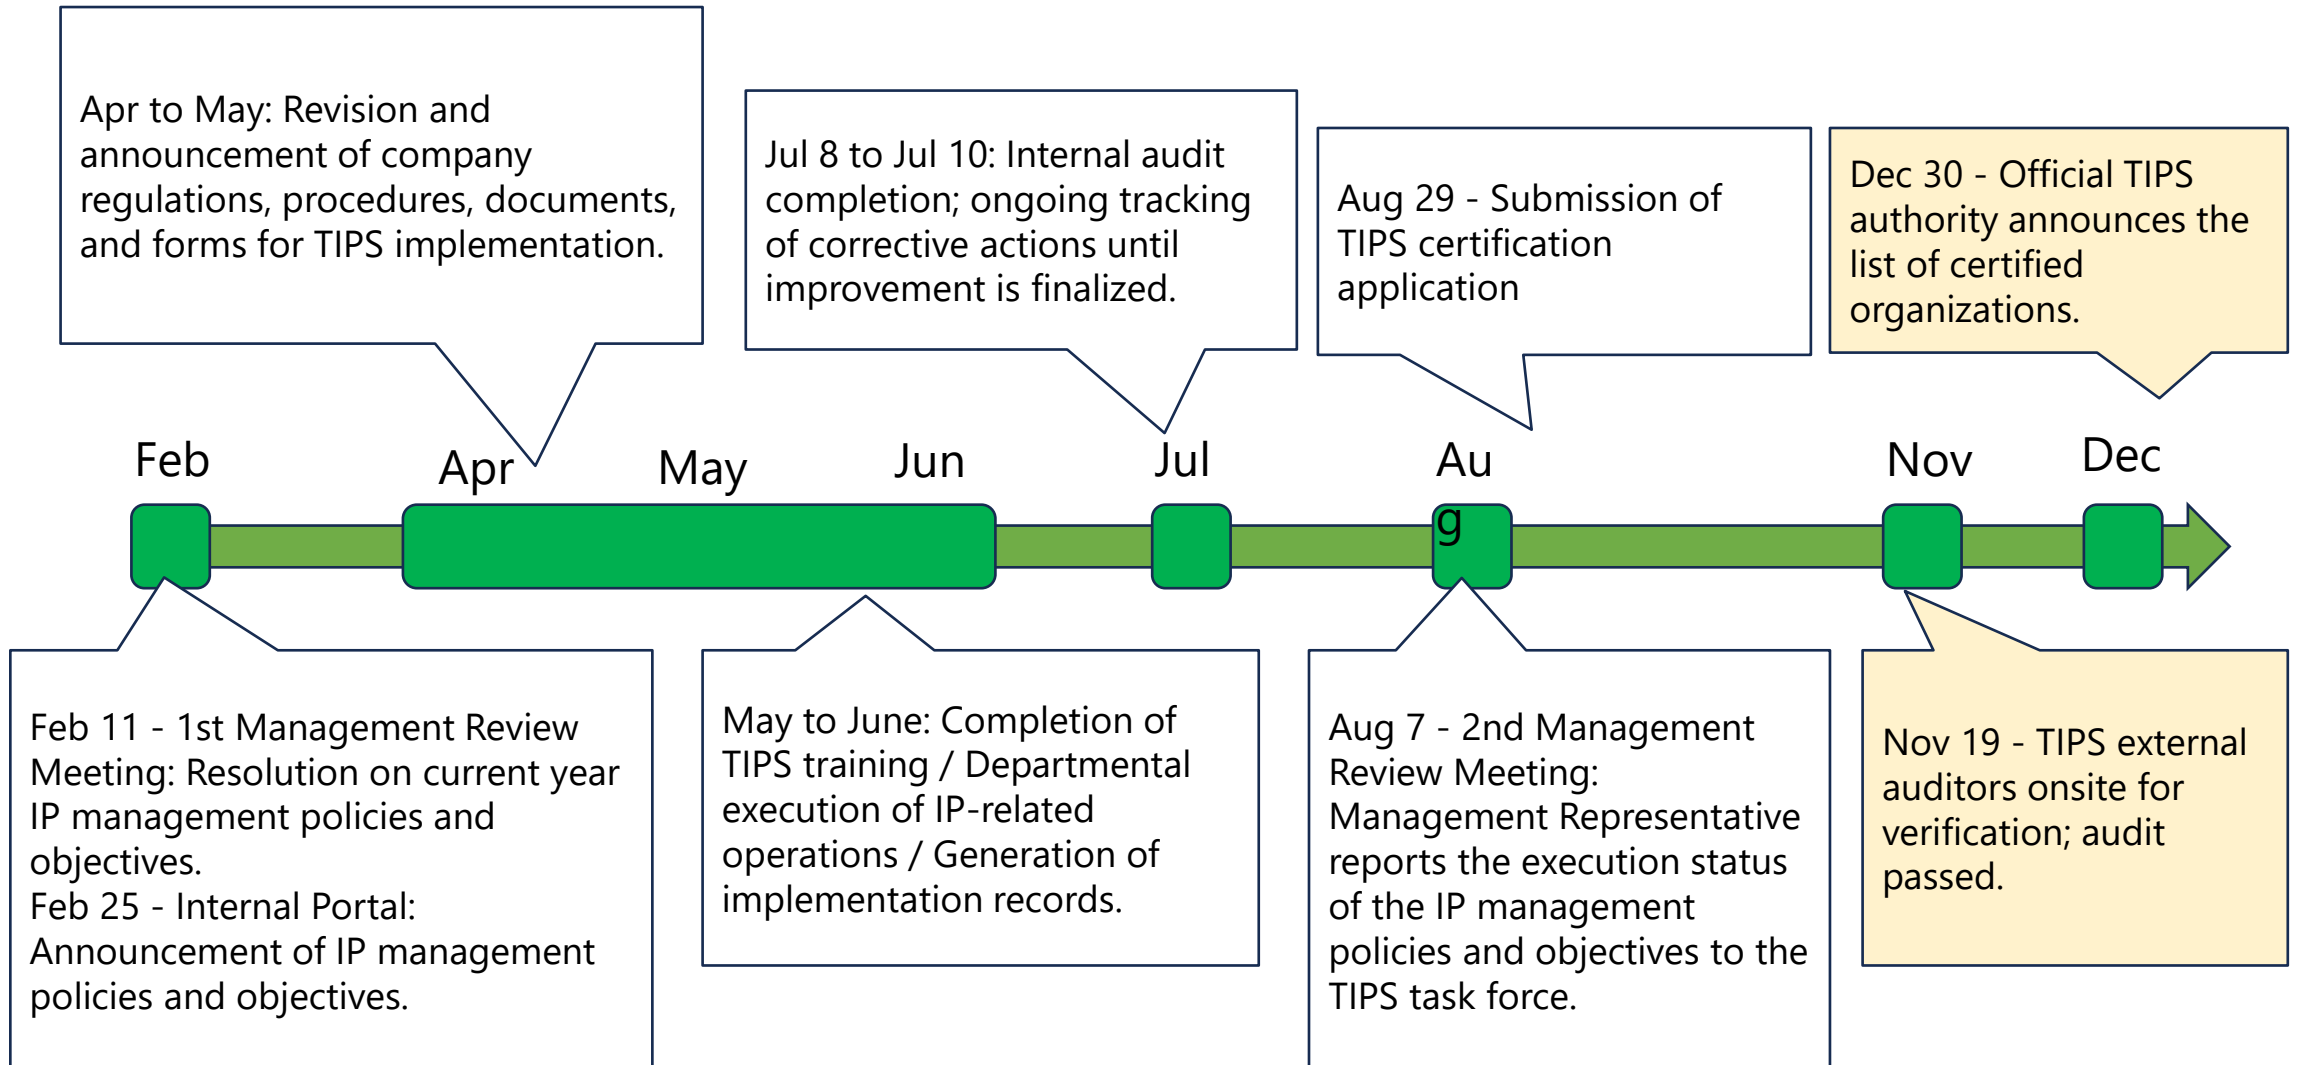 Apr to May: Revision and
announcement of company
regulations, procedures, documents,
and forms for TIPS implementation.
Jul 8 to Jul 10: Internal audit
completion; ongoing tracking
of corrective actions until
improvement is finalized.
Aug 29 - Submission of
TIPS certification
application
Dec 30 - Official TIPS
authority announces the
list of certified
organizations.
Feb
Apr
May
Jun
Jul
Au
g
Nov
Dec
Feb 11 - 1st Management Review
Meeting: Resolution on current year
IP management policies and
objectives.
Feb 25 - Internal Portal:
Announcement of IP management
policies and objectives.
May to June: Completion of
TIPS training / Departmental
execution of IP-related
operations / Generation of
implementation records.
Aug 7 - 2nd Management
Review Meeting:
Management Representative
reports the execution status
of the IP management
policies and objectives to the
TIPS task force.
Nov 19 - TIPS external
auditors onsite for
verification; audit
passed.